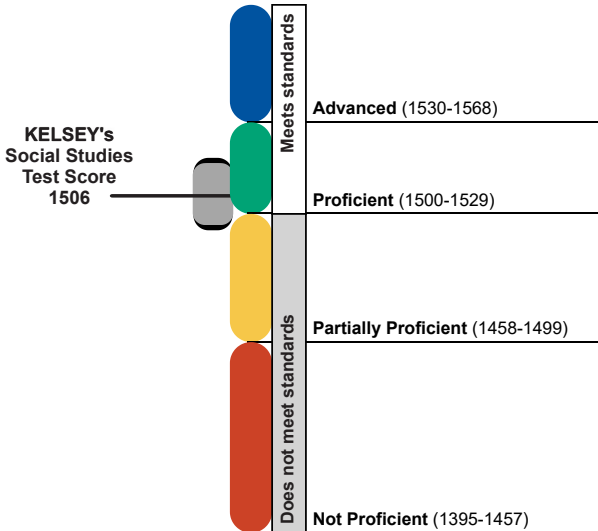 Meets standards
Advanced (1530-1568)
KELSEY's
Social Studies
Test Score
1506
Proficient (1500-1529)
Does not meet standards
Partially Proficient (1458-1499)
Not Proficient (1395-1457)